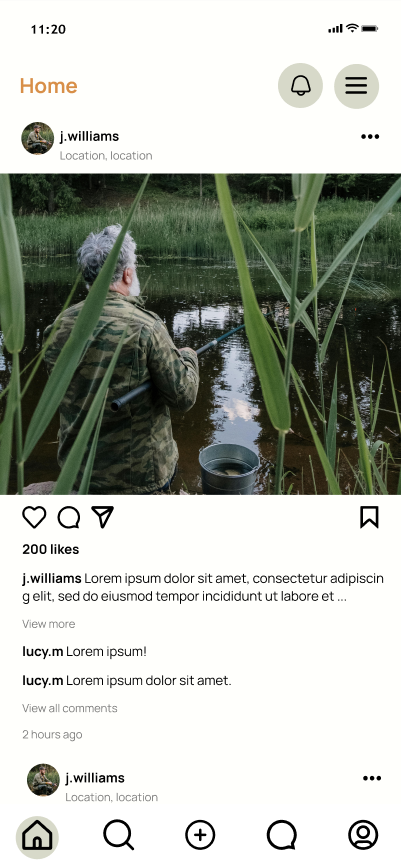 11:20
Home
j.williams
Location, location
200 likes
j.williams Lorem ipsum dolor sit amet, consectetur adipiscin
g elit, sed do eiusmod tempor incididunt ut labore et ...
View more
lucy.m Lorem ipsum!
lucy.m Lorem ipsum dolor sit amet.
View all comments
2 hours ago
j.williams
Location, location